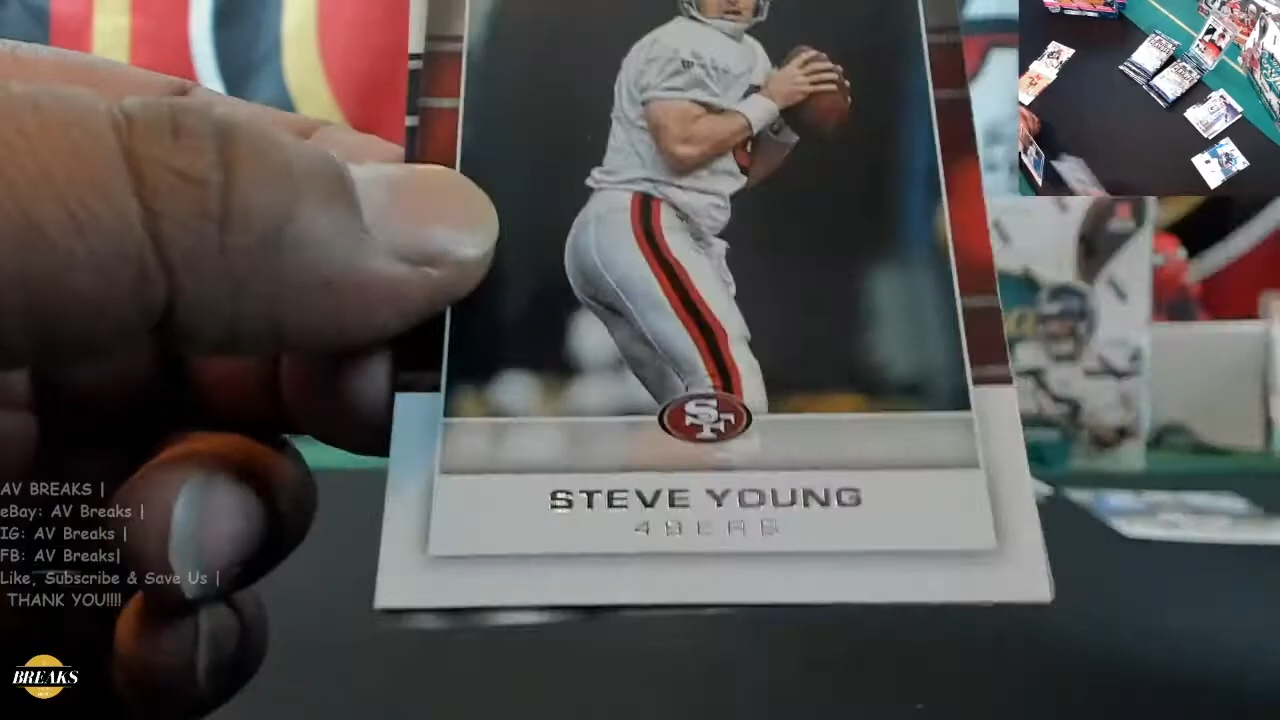 STEVE YOUNG
49ERS
SF
AV BREAKS |
eBay: AV Breaks |
IG: AV Breaks |
FB: AV Breaks|
Like, Subscribe & Save Us |
THANK YOU!!!!
BREAKS